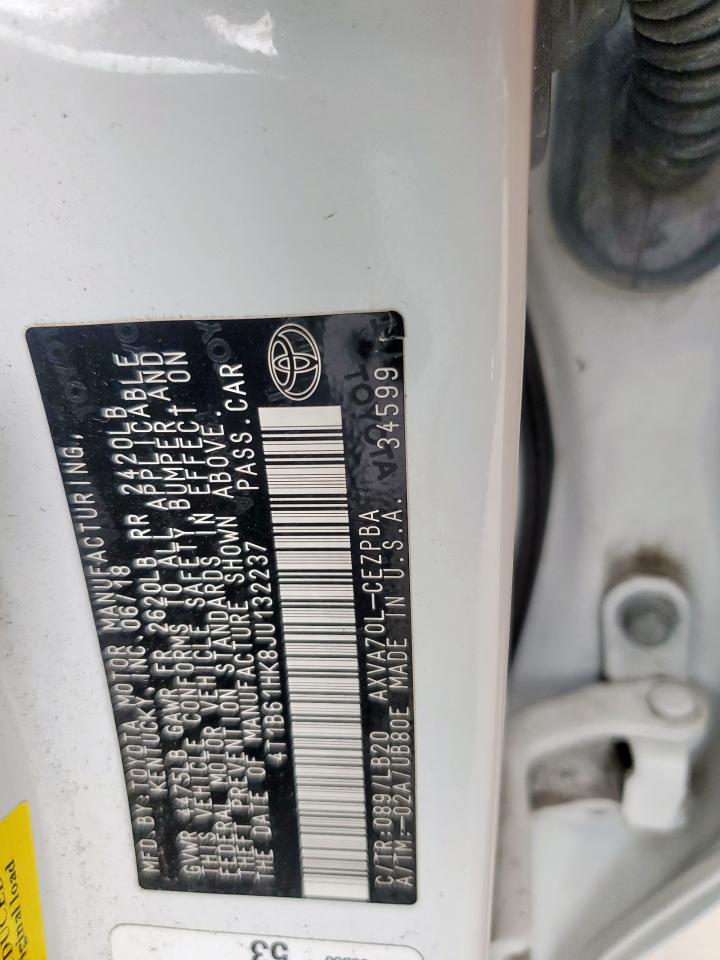 MFD BY: TOYOTA MOTOR MANUFACTURING,
KENTUCKY, INC. 06/18
GVWR 4475LB GAWR FR 2620LB RR 2420LB
THIS VEHICLE CONFORMS TO ALL APPLICABLE
FEDERAL MOTOR VEHICLE SAFETY, BUMPER, AND
THEFT PREVENTION STANDARDS IN EFFECT ON
THE DATE OF MANUFACTURE SHOWN ABOVE.
4T1B61HK8JU132237 PASS. CAR
C/TR:089/LB20 AXVA70L-CEZPBA
A/TM:-02A/UB80E MADE IN U.S.A. 34599
TOYOTA
53